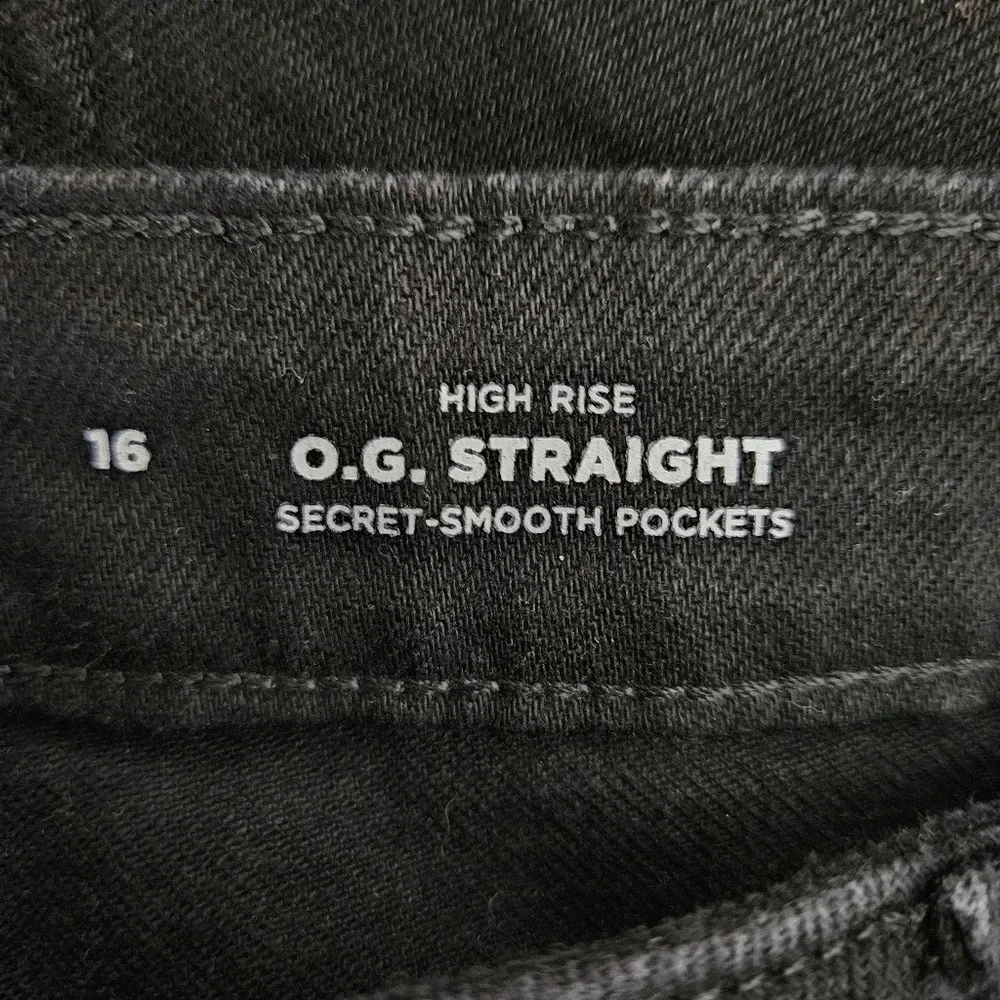 HIGH RISE
16 O.G. STRAIGHT
SECRET-SMOOTH POCKETS